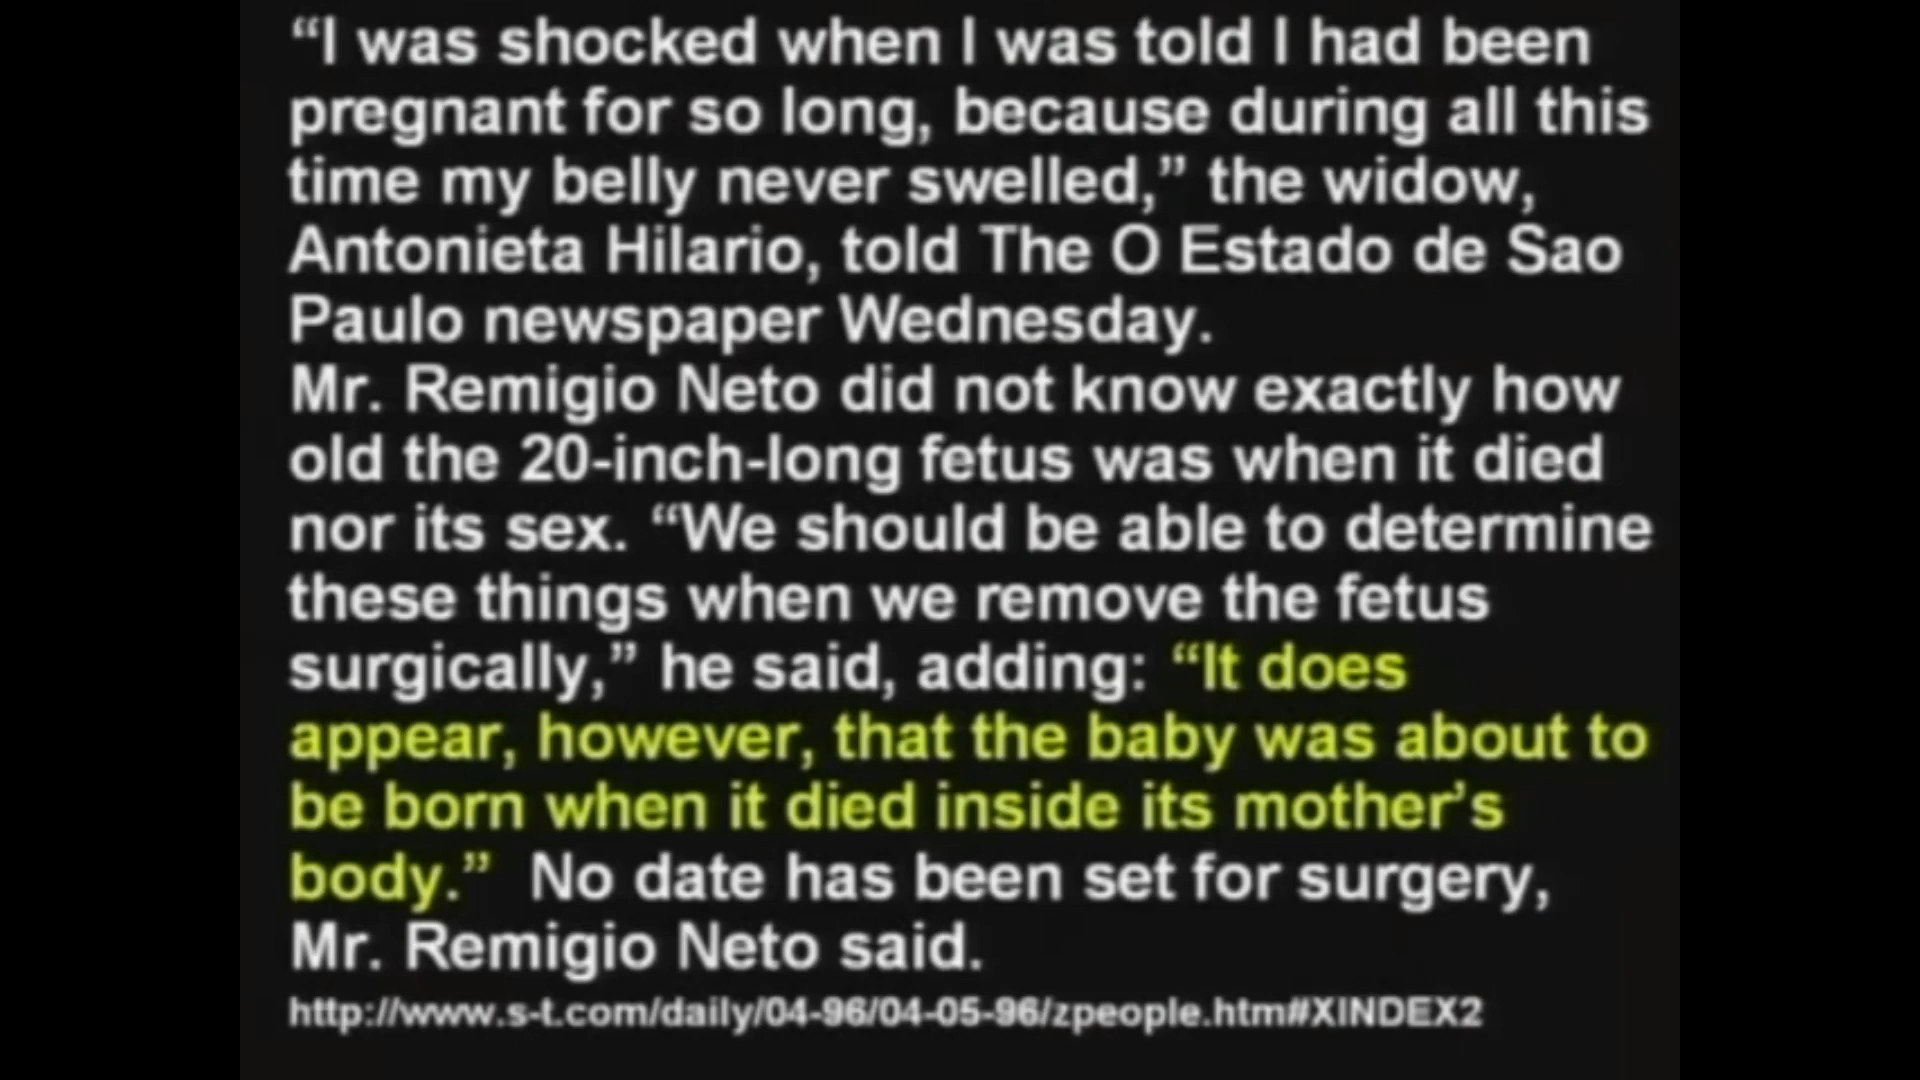 “I was shocked when I was told I had been
pregnant for so long, because during all this
time my belly never swelled,” the widow,
Antonieta Hilario, told The O Estado de Sao
Paulo newspaper Wednesday.
Mr. Remigio Neto did not know exactly how
old the 20-inch-long fetus was when it died
nor its sex. “We should be able to determine
these things when we remove the fetus
surgically,” he said, adding: “It does
appear, however, that the baby was about to
be born when it died inside its mother’s
body.”  No date has been set for surgery,
Mr. Remigio Neto said.
http://www.s-t.com/daily/04-96/04-05-96/zpeople.htm#XINDEX2